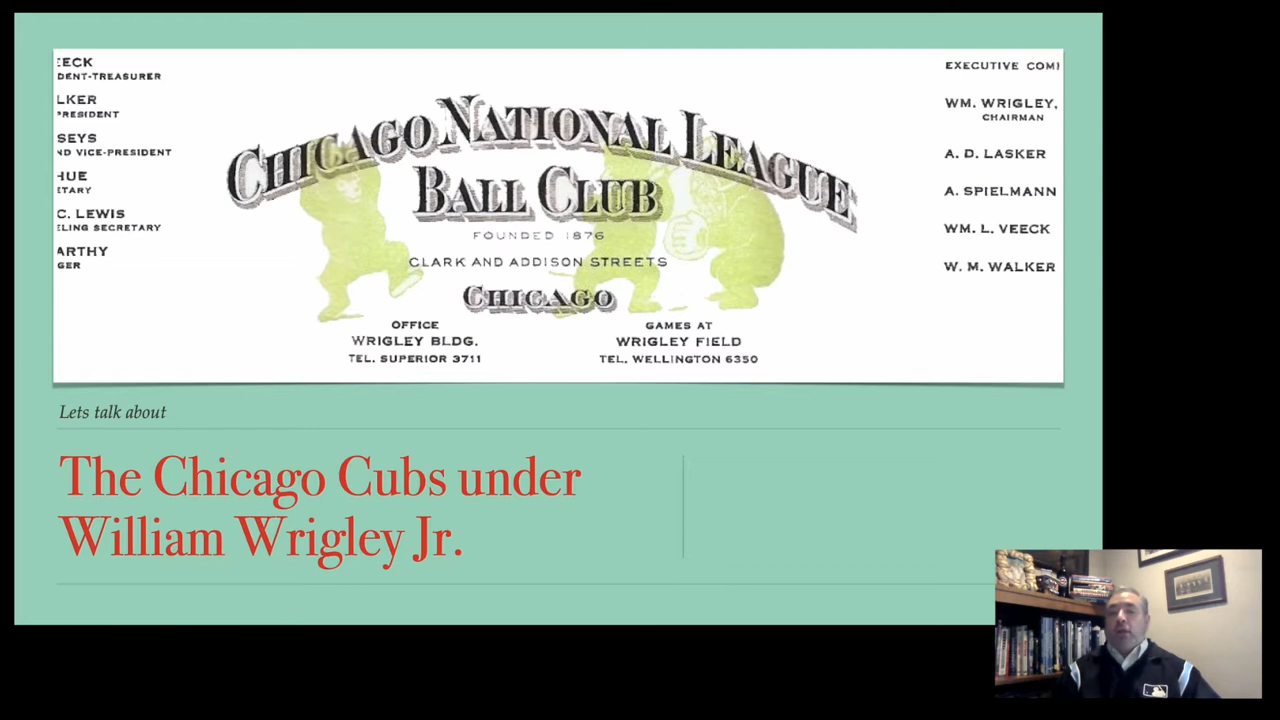 EECK
DENT-TREASURER
LKER
PRESIDENT
SEYS
ND VICE-PRESIDENT
HUE
ETARY
C. LEWIS
ELING SECRETARY
ARTHY
GER
CHICAGO NATIONAL LEAGUE
BALL CLUB
FOUNDED 1876
CLARK AND ADDISON STREETS
CHICAGO
OFFICE
WRIGLEY BLDG.
TEL. SUPERIOR 3711
GAMES AT
WRIGLEY FIELD
TEL. WELLINGTON 6350
EXECUTIVE COM
WM. WRIGLEY,
CHAIRMAN
A. D. LASKER
A. SPIELMANN
WM. L. VEECK
W. M. WALKER
Lets talk about
The Chicago Cubs under
William Wrigley Jr.